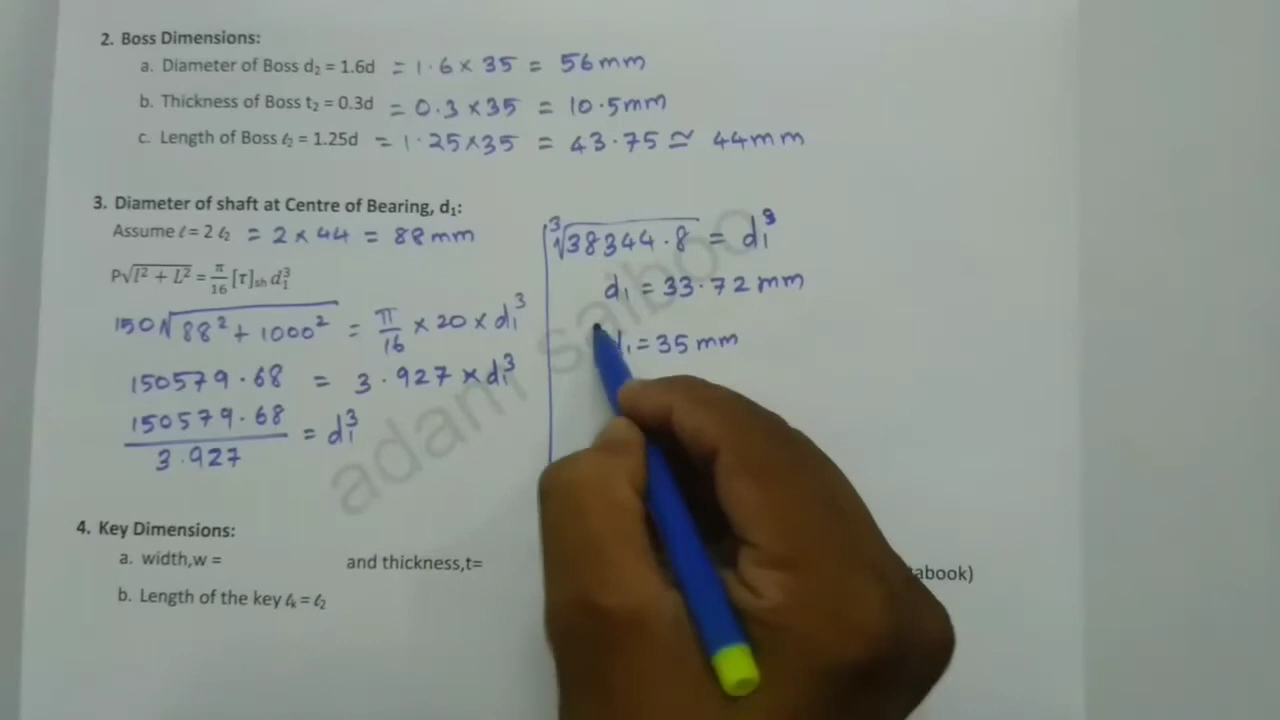 2. Boss Dimensions:
a. Diameter of Boss d₂ = 1.6d = 1.6 × 35 = 56 mm
b. Thickness of Boss t₂ = 0.3d = 0.3 × 35 = 10.5 mm
c. Length of Boss ℓ₂ = 1.25d = 1.25 × 35 = 43.75 ≅ 44 mm
3. Diameter of shaft at Centre of Bearing, d₁:
Assume ℓ = 2 ℓ₂ = 2 × 44 = 88 mm
P√(l² + L²) = π/16 [τ]sh d₁³
150√(88² + 1000²) = π/16 × 20 × d₁³
150579.68 = 3.927 × d₁³
150579.68 / 3.927 = d₁³
∛38344.8 = d₁³
d₁ = 33.72 mm
d₁ = 35 mm
4. Key Dimensions:
a. width,w = and thickness,t= abook)
b. Length of the key ℓₖ = ℓ₂
adam saiboo